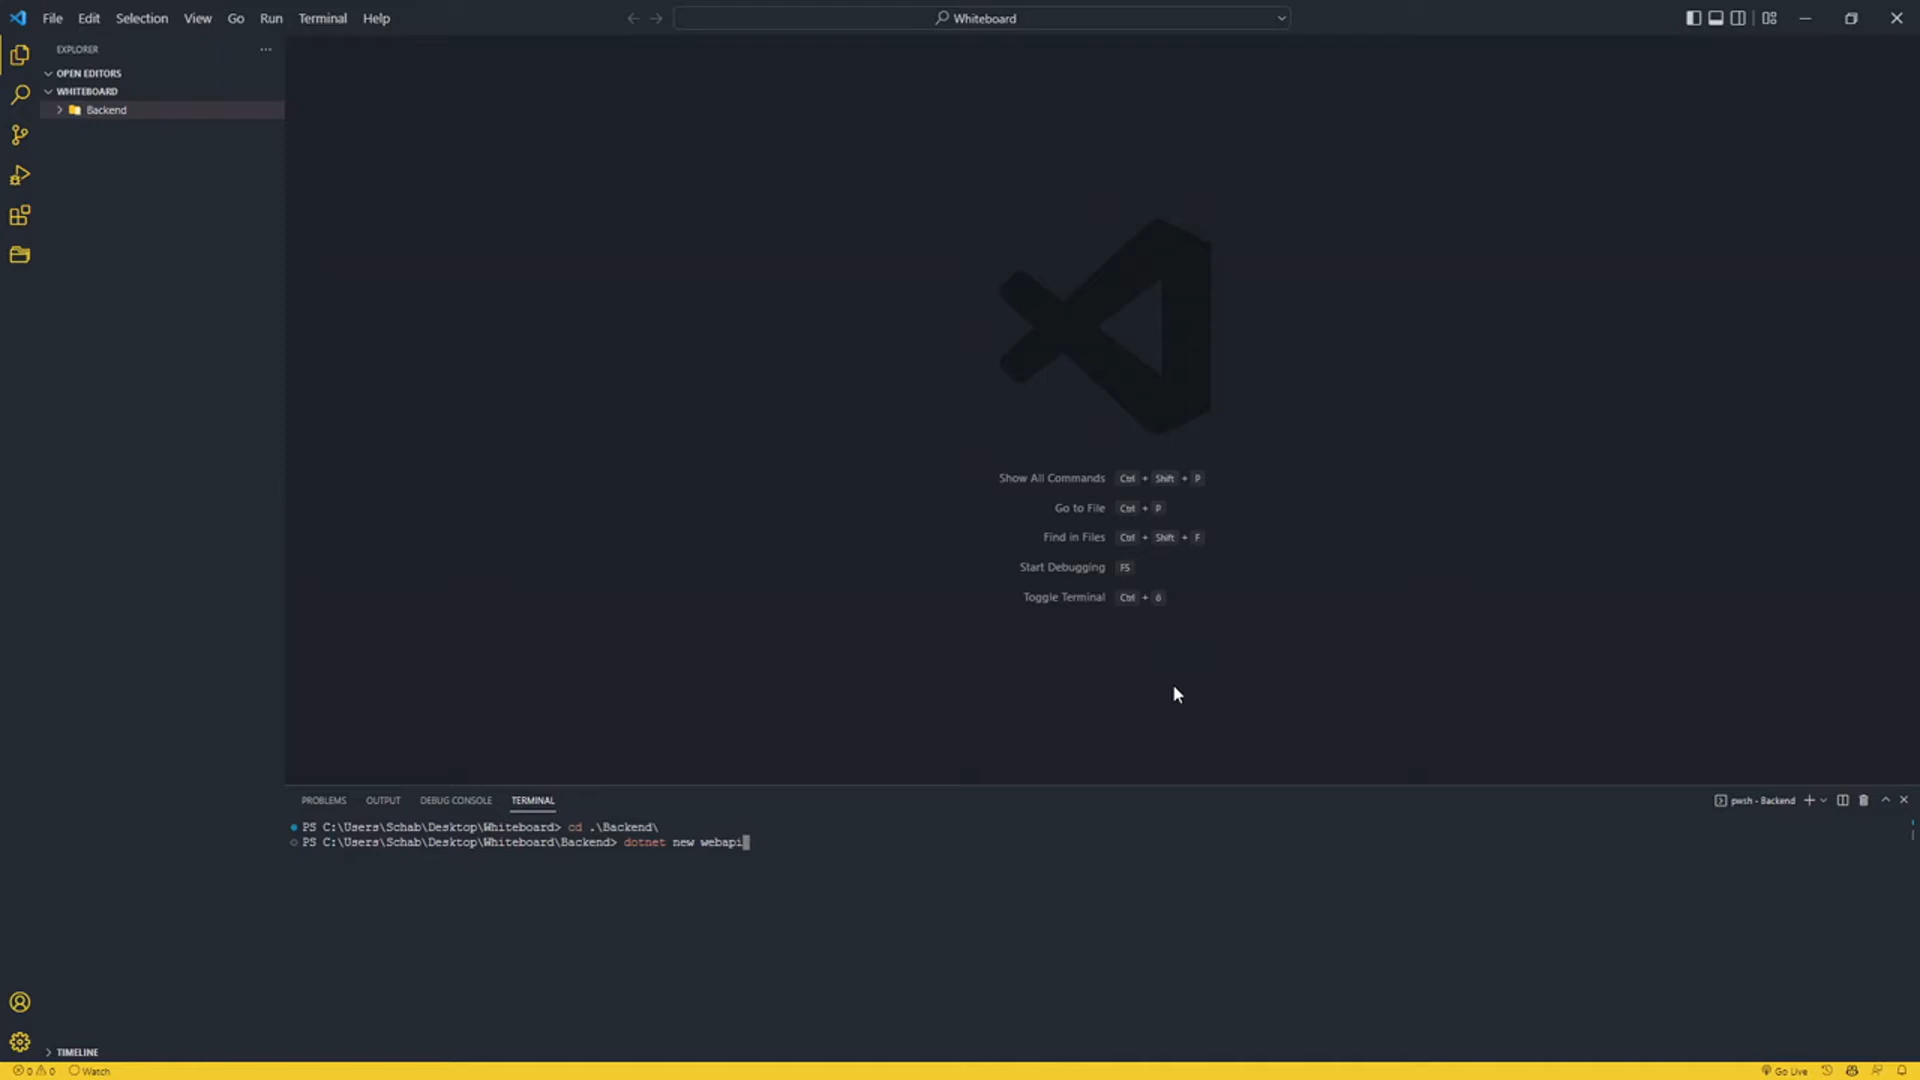 File Edit Selection View Go Run Terminal Help
Whiteboard
EXPLORER
OPEN EDITORS
WHITEBOARD
Backend
Show All Commands Ctrl + Shift + P
Go to File Ctrl + P
Find in Files Ctrl + Shift + F
Start Debugging F5
Toggle Terminal Ctrl + ö
PROBLEMS OUTPUT DEBUG CONSOLE TERMINAL
pwsh - Backend
PS C:\Users\Schab\Desktop\Whiteboard> cd .\Backend\
PS C:\Users\Schab\Desktop\Whiteboard\Backend> dotnet new webapi
TIMELINE
0 0 Watch
Go Live